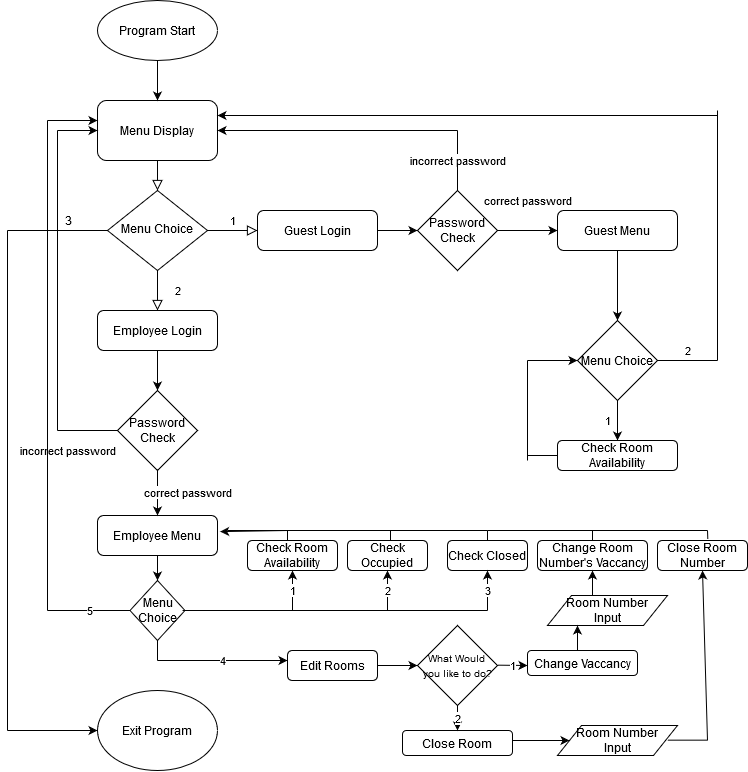 Program Start
Menu Display
incorrect password
correct password
3
Menu Choice
1
Guest Login
Password
Check
Guest Menu
2
Employee Login
Menu Choice
2
1
Password
Check
Check Room
Availability
incorrect password
correct password
Employee Menu
Check Room
Availability
Check
Occupied
Check Closed
Change Room
Number's Vaccancy
Close Room
Number
1
2
3
5
Menu
Choice
Room Number
Input
4
Edit Rooms
What Would
you like to do?
1
Change Vaccancy
2
Exit Program
Close Room
Room Number
Input